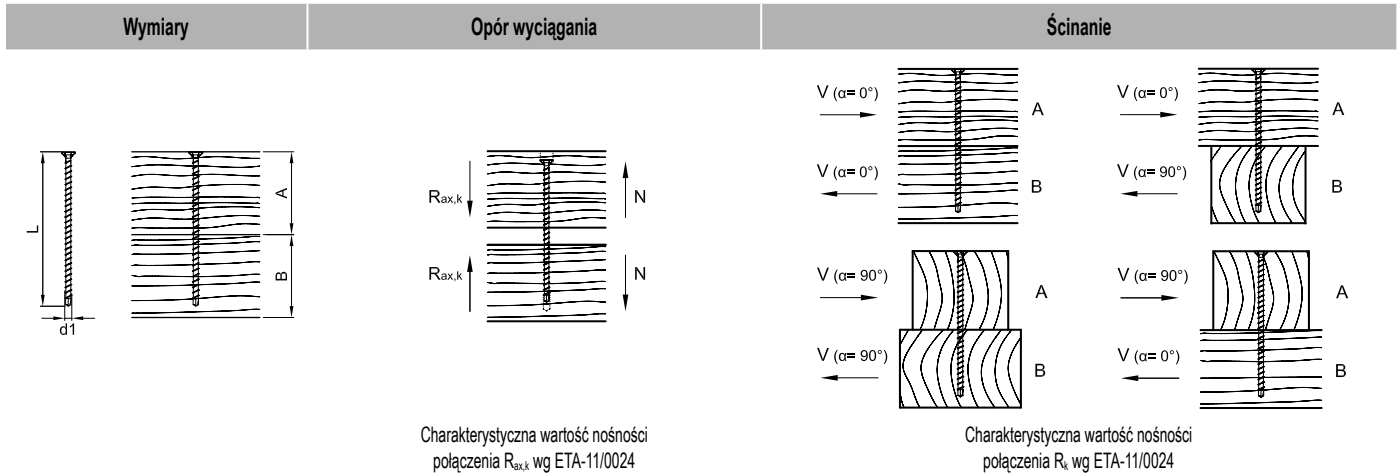 Wymiary
Opór wyciągania
Ścinanie
L
d1
A
B
Rax,k
Rax,k
N
N
V (α= 0°)
V (α= 0°)
A
B
V (α= 0°)
V (α= 90°)
A
B
V (α= 90°)
V (α= 90°)
A
B
V (α= 90°)
V (α= 0°)
A
B
Charakterystyczna wartość nośności
połączenia Rax,k wg ETA-11/0024
Charakterystyczna wartość nośności
połączenia Rk wg ETA-11/0024